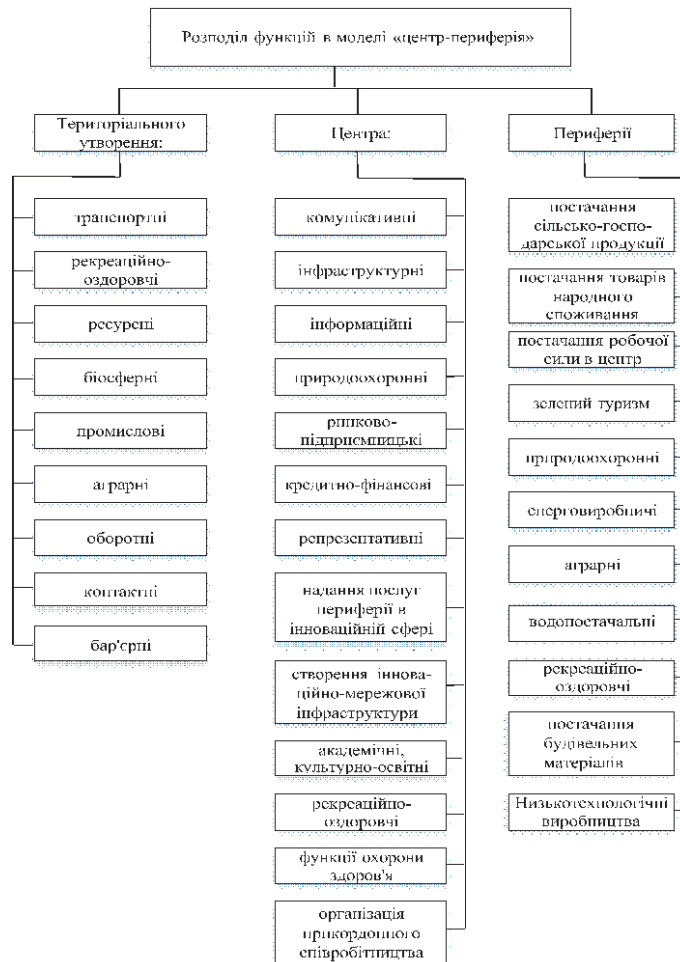 Розподіл функцій в моделі «центр-периферія»
Територіального
утворення:
транспортні
рекреаційно-
оздоровчі
ресурсні
біосферні
промислові
аграрні
оборотні
контактні
бар'єрні
Центра:
комунікативні
інфраструктурні
інформаційні
природоохоронні
ринково-
підприємницькі
кредитно-фінансові
репрезентативні
надання послуг
периферії в
інноваційній сфері
створення іннова-
ційно-мережової
інфраструктури
академічні,
культурно-освітні
рекреаційно-
оздоровчі
функції охорони
здоров'я
організація
прикордонного
співробітництва
Периферії
постачання
сільсько-госпо-
дарської продукції
постачання товарів
народного
споживання
постачання робочої
сили в центр
зелений туризм
природоохоронні
енерговиробничі
аграрні
водопостачальні
рекреаційно-
оздоровчі
постачання
будівельних
матеріалів
Низькотехнологічні
виробництва